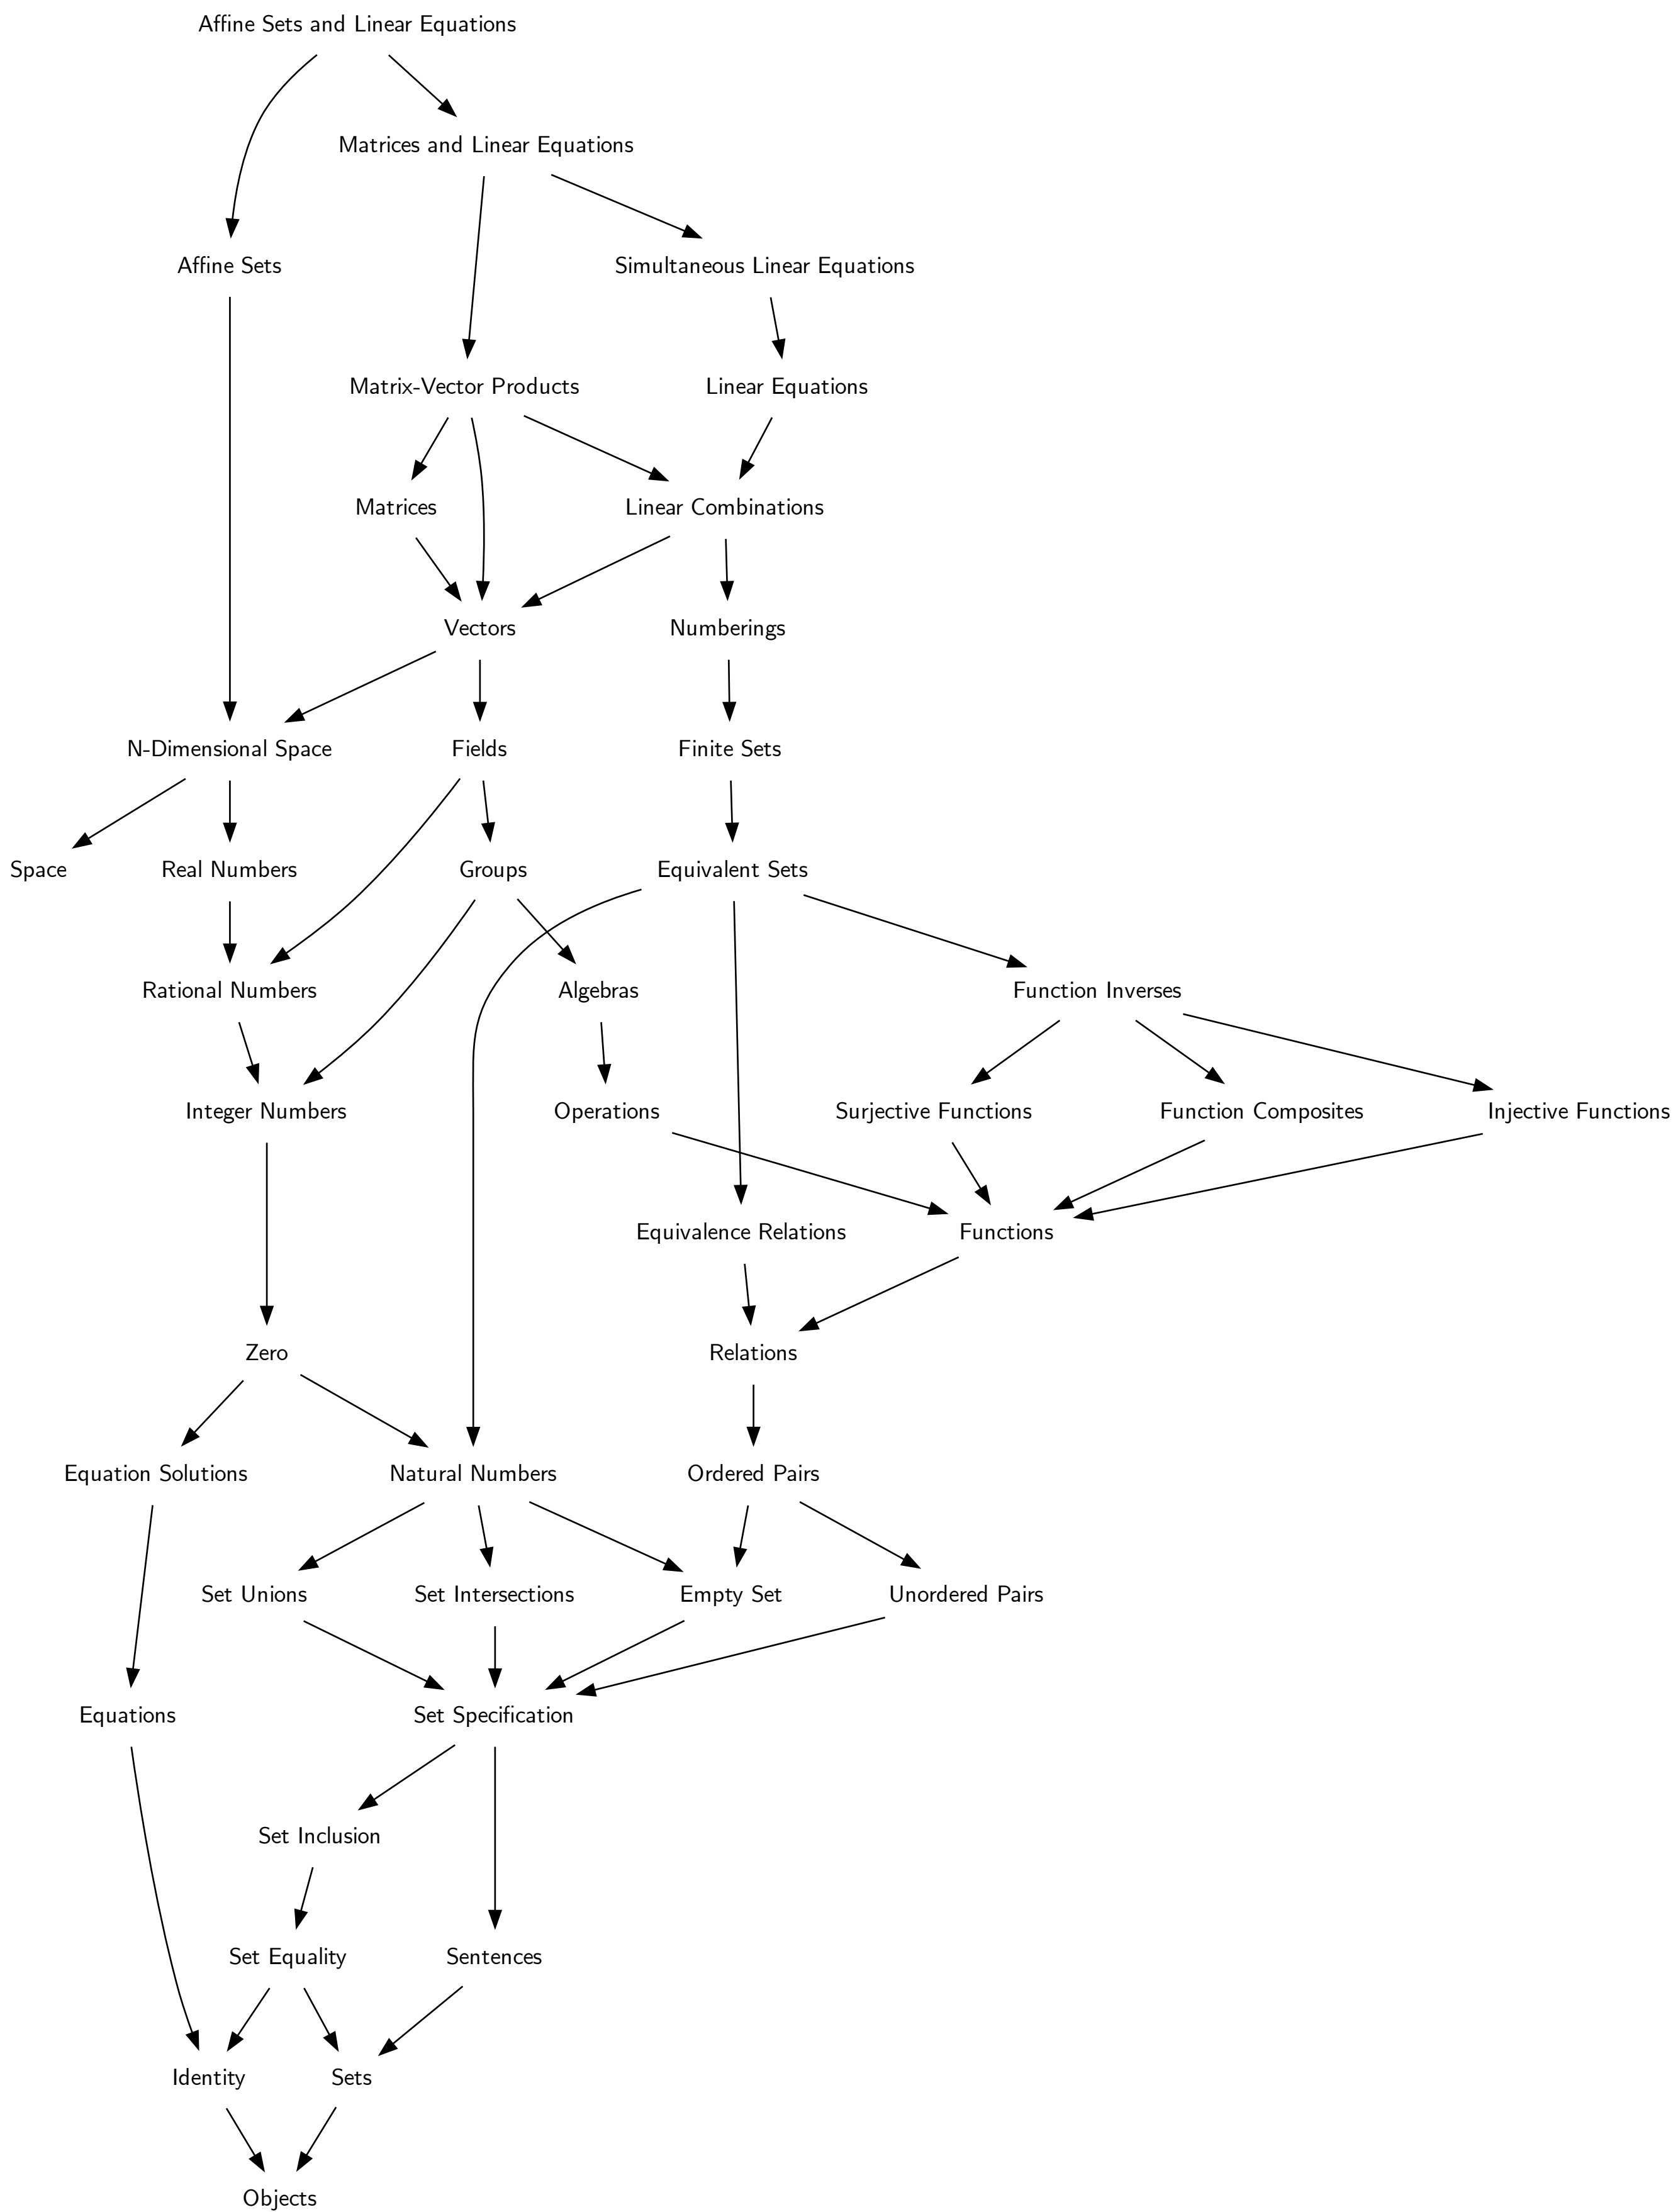 Affine Sets and Linear Equations
Matrices and Linear Equations
Affine Sets
Simultaneous Linear Equations
Matrix-Vector Products
Linear Equations
Matrices
Linear Combinations
Vectors
Numberings
N-Dimensional Space
Fields
Finite Sets
Space
Real Numbers
Groups
Equivalent Sets
Rational Numbers
Algebras
Function Inverses
Integer Numbers
Operations
Surjective Functions
Function Composites
Injective Functions
Equivalence Relations
Functions
Zero
Relations
Equation Solutions
Natural Numbers
Ordered Pairs
Set Unions
Set Intersections
Empty Set
Unordered Pairs
Equations
Set Specification
Set Inclusion
Set Equality
Sentences
Identity
Sets
Objects